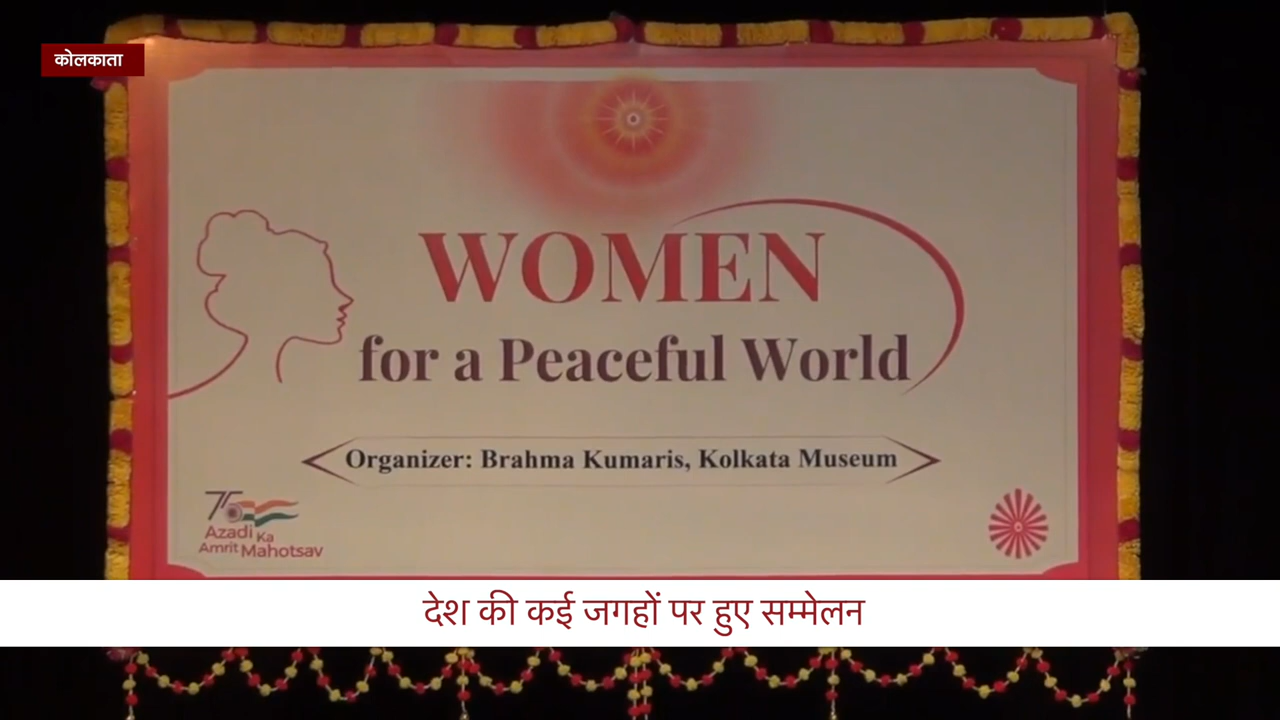 कोलकाता
WOMEN
for a Peaceful World
Organizer: Brahma Kumaris, Kolkata Museum
75
Azadi Ka
Amrit Mahotsav
देश की कई जगहों पर हुए सम्मेलन